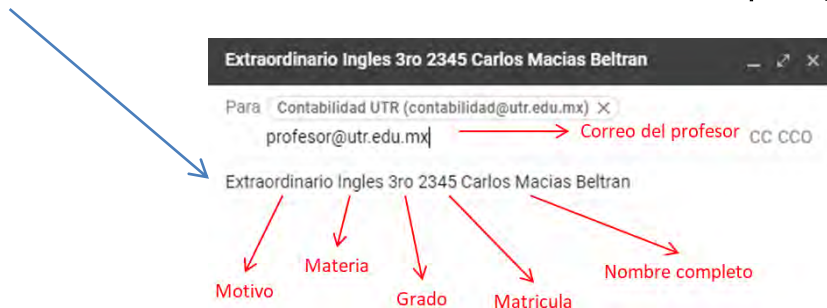 Extraordinario Ingles 3ro 2345 Carlos Macias Beltran
Para Contabilidad UTR (contabilidad@utr.edu.mx)
profesor@utr.edu.mx Correo del profesor CC CCO
Extraordinario Ingles 3ro 2345 Carlos Macias Beltran
Motivo Materia Grado Matricula Nombre completo